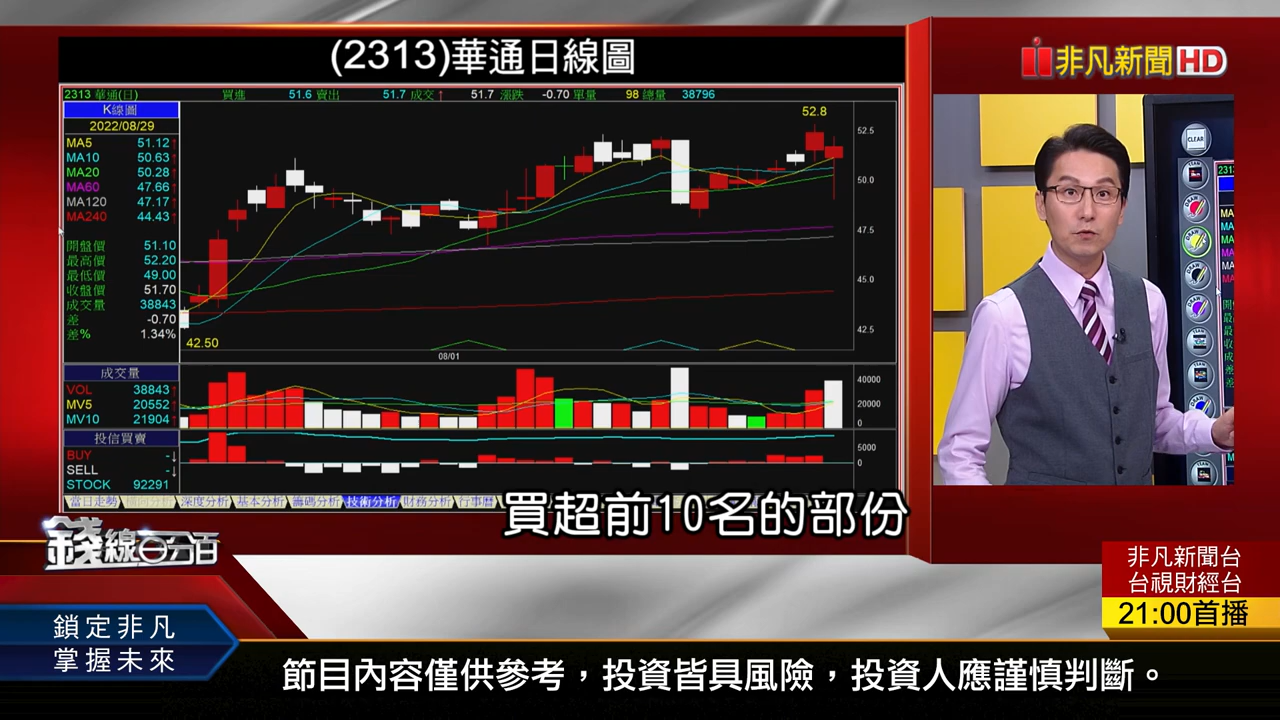 (2313)華通日線圖
非凡新聞HD
2313 華通(日) 買進 51.6 賣出 51.7 成交↑ 51.7 漲跌 -0.70 單量 98 總量 38796
K線圖
2022/08/29
MA5 51.12↑
MA10 50.63↑
MA20 50.28↑
MA60 47.66↑
MA120 47.17↑
MA240 44.43↑
開盤價 51.10
最高價 52.20
最低價 49.00
收盤價 51.70
成交量 38843
差 -0.70
差% 1.34%
52.8
42.50
52.5
50.0
47.5
45.0
42.5
08/01
成交量
VOL 38843↑
MV5 20552↑
MV10 21904↑
40000
20000
0
投信買賣
BUY -↓
SELL -↓
STOCK 92291
5000
0
當日走勢 深度分析 基本分析 籌碼分析 技術分析 財務分析 行事曆
CLEAR
買超前10名的部份
錢線百分百
非凡新聞台
台視財經台
21:00首播
鎖定非凡
掌握未來
節目內容僅供參考，投資皆具風險，投資人應謹慎判斷。